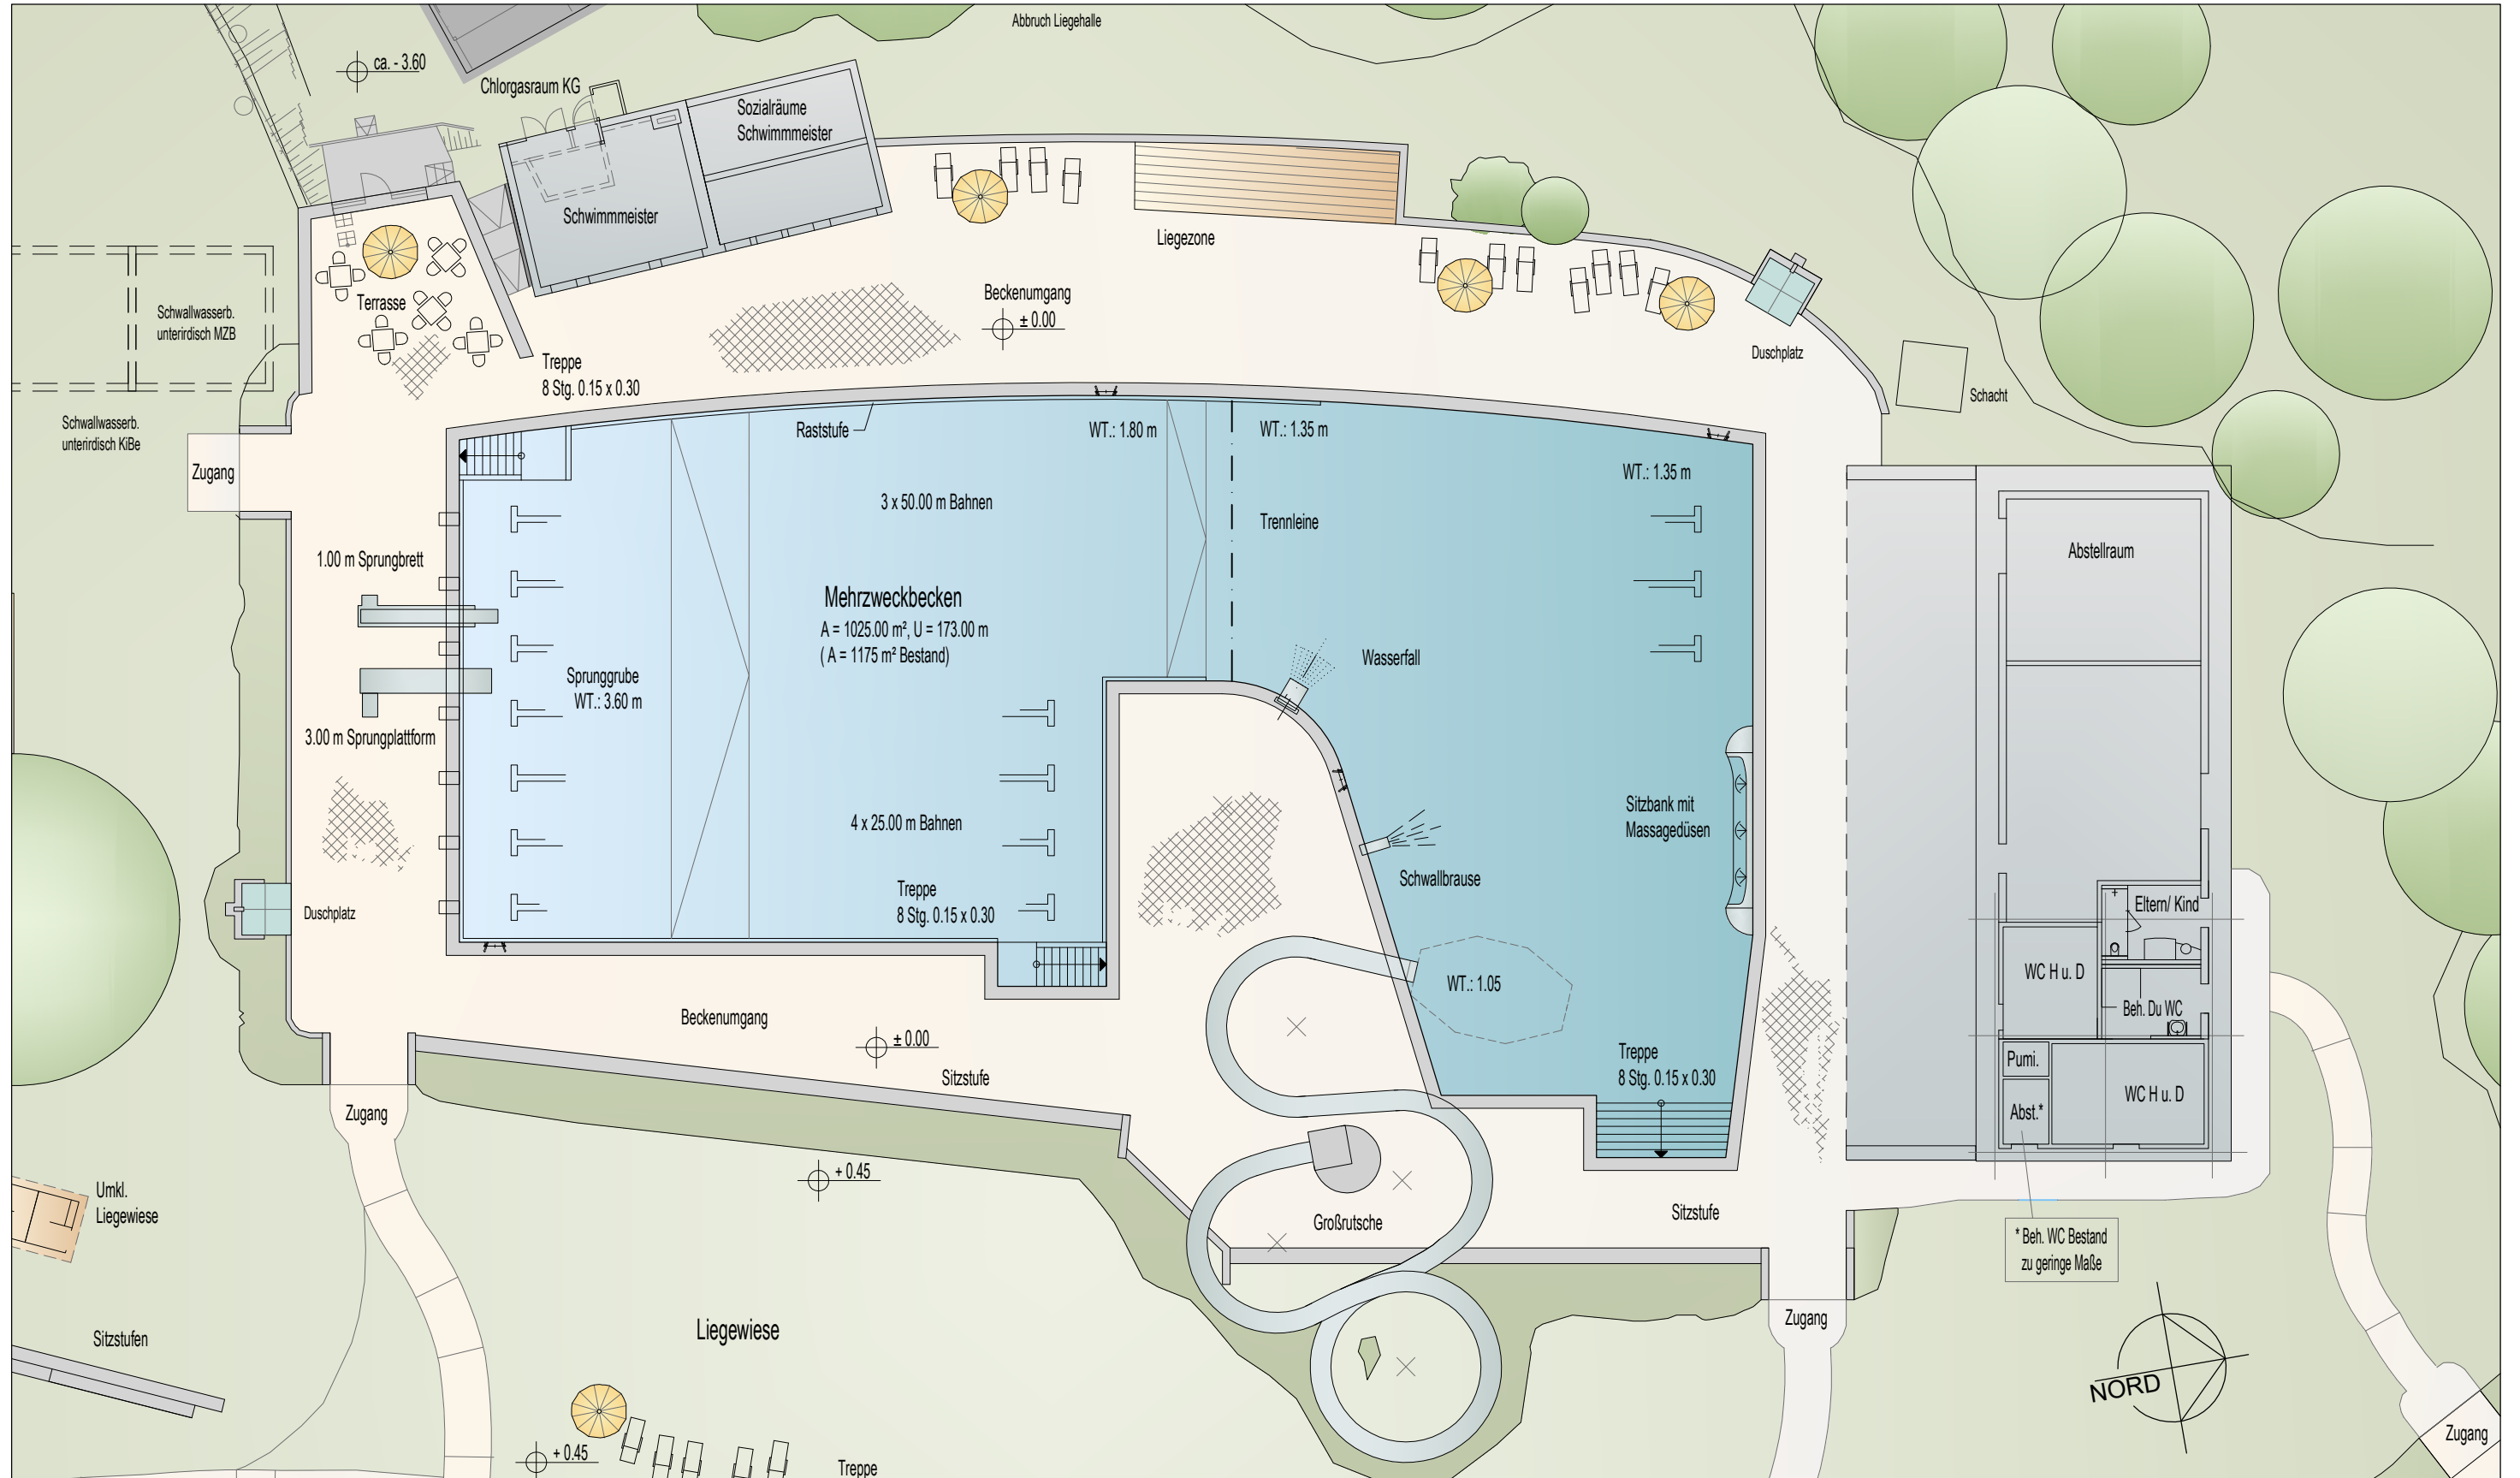 Abbruch Liegehalle
ca. - 3.60
Chlorgasraum KG
Sozialräume
Schwimmmeister
Schwimmmeister
Liegezone
Beckenumgang
± 0.00
Terrasse
Schwallwasserb.
unterirdisch MZB
Schwallwasserb.
unterirdisch KiBe
Treppe
8 Stg. 0.15 x 0.30
Duschplatz
Schacht
Zugang
Raststufe
WT.: 1.80 m
WT.: 1.35 m
WT.: 1.35 m
3 x 50.00 m Bahnen
Trennleine
1.00 m Sprungbrett
Abstellraum
Mehrzweckbecken
A = 1025.00 m², U = 173.00 m
( A = 1175 m² Bestand)
Wasserfall
Sprunggrube
WT.: 3.60 m
3.00 m Sprungplattform
4 x 25.00 m Bahnen
Sitzbank mit
Massagedüsen
Schwallbrause
Treppe
8 Stg. 0.15 x 0.30
Duschplatz
Eltern/ Kind
WC H u. D
WT.: 1.05
Beh. Du WC
Beckenumgang
± 0.00
Sitzstufe
Treppe
8 Stg. 0.15 x 0.30
Pumi.
WC H u. D
Abst.*
Zugang
+ 0.45
Umkl.
Liegewiese
Großrutsche
Sitzstufe
* Beh. WC Bestand
zu geringe Maße
Zugang
Liegewiese
Sitzstufen
NORD
Zugang
+ 0.45
Treppe